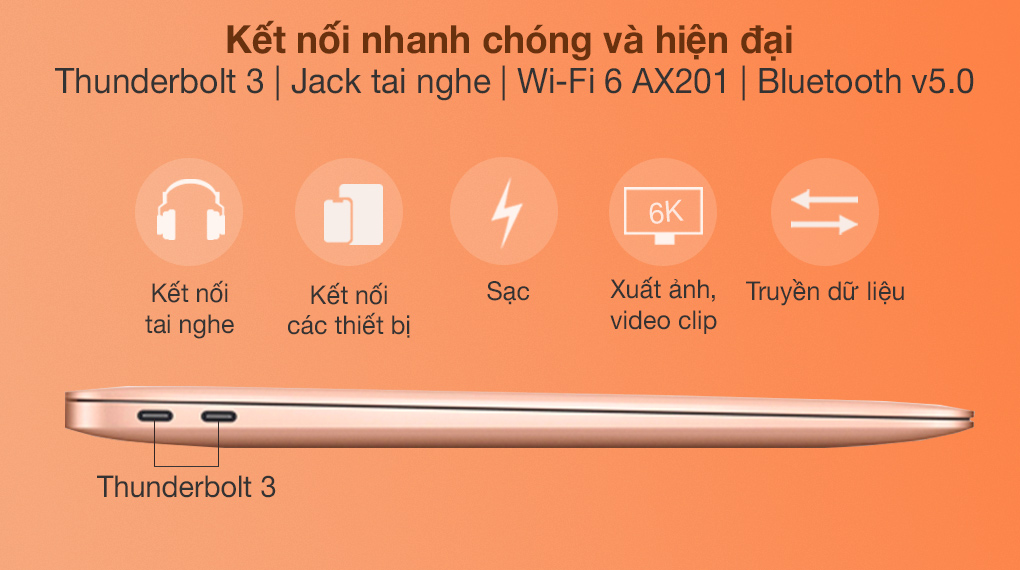 Kết nối nhanh chóng và hiện đại
Thunderbolt 3 | Jack tai nghe | Wi-Fi 6 AX201 | Bluetooth v5.0
6K
Kết nối
tai nghe
Kết nối
các thiết bị
Sạc
Xuất ảnh,
video clip
Truyền dữ liệu
Thunderbolt 3